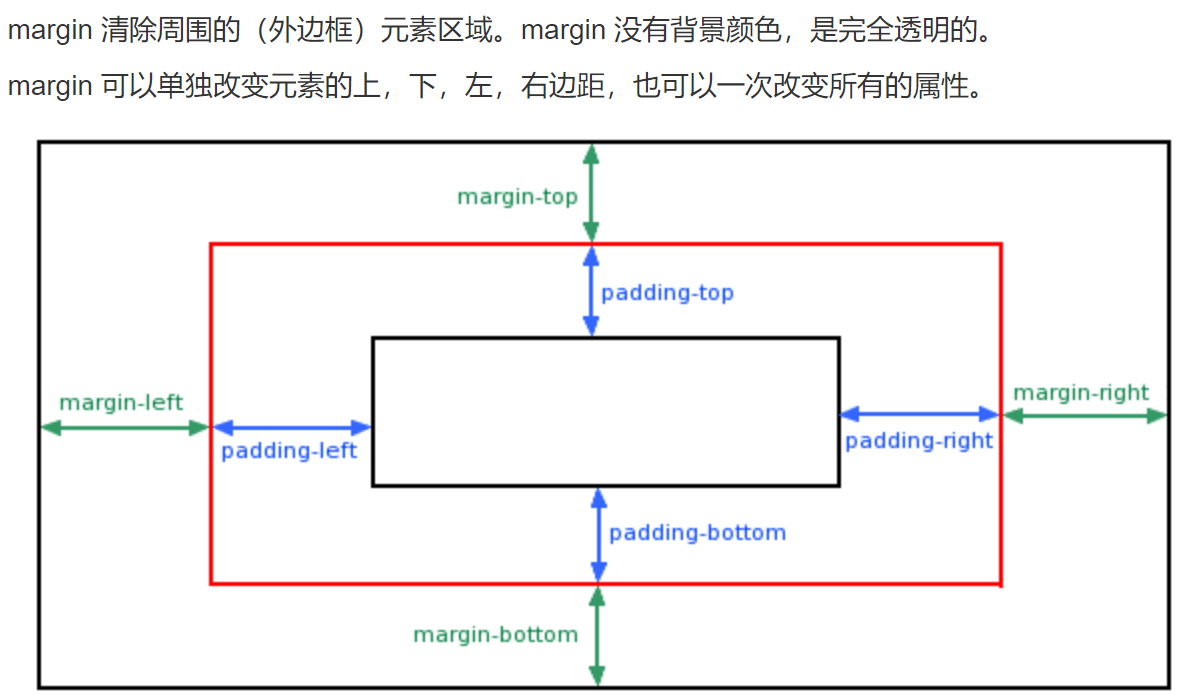 margin 清除周围的（外边框）元素区域。margin 没有背景颜色，是完全透明的。
margin 可以单独改变元素的上，下，左，右边距，也可以一次改变所有的属性。
margin-top
padding-top
margin-left
margin-right
padding-left
padding-right
padding-bottom
margin-bottom